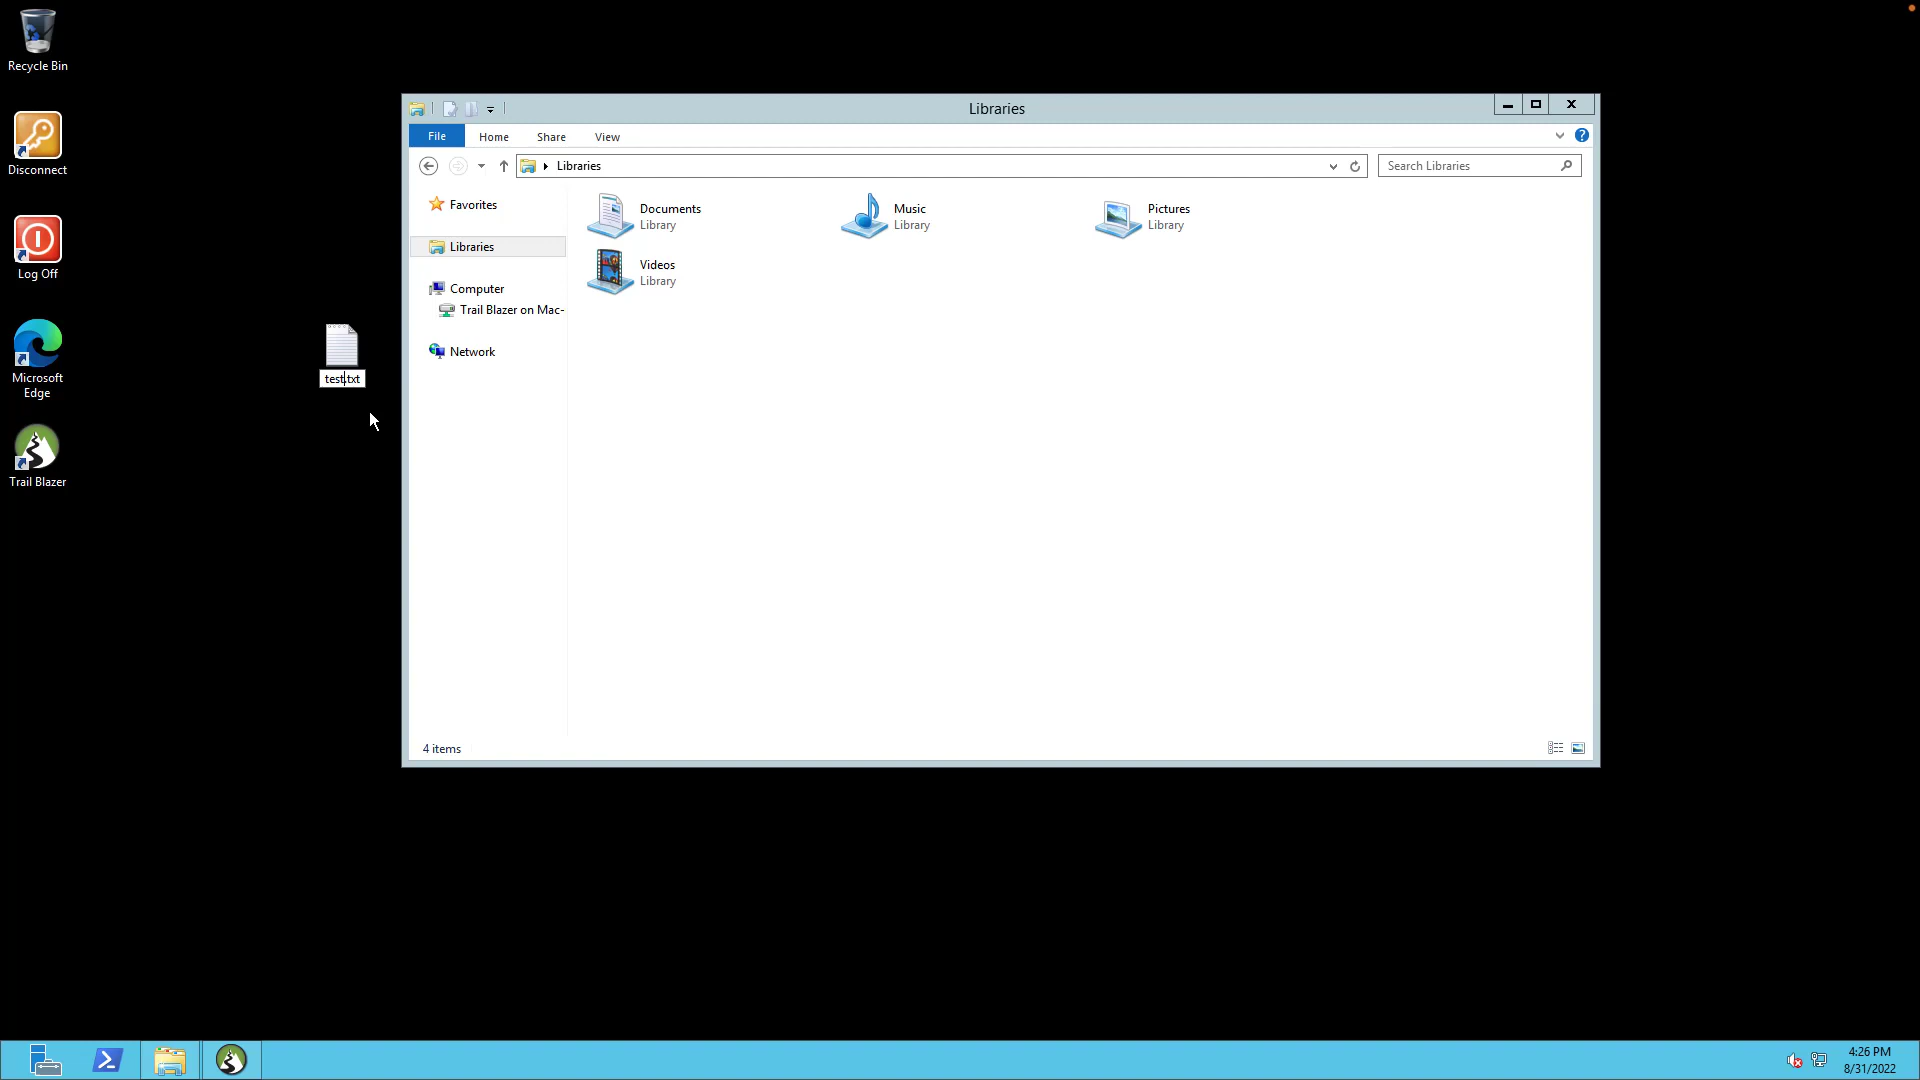 Recycle Bin
Disconnect
Log Off
Microsoft
Edge
Trail Blazer
test.txt
Libraries
File Home Share View
Libraries
Search Libraries
Favorites
Libraries
Computer
Trail Blazer on Mac-
Network
Documents
Library
Music
Library
Pictures
Library
Videos
Library
4 items
4:26 PM
8/31/2022